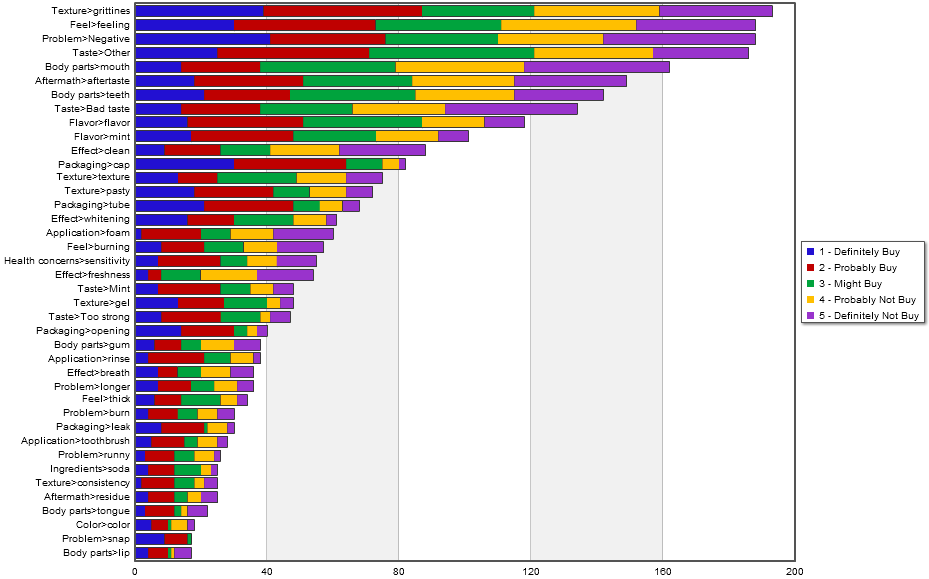 Texture>grittines
Feel>feeling
Problem>Negative
Taste>Other
Body parts>mouth
Aftermath>aftertaste
Body parts>teeth
Taste>Bad taste
Flavor>flavor
Flavor>mint
Effect>clean
Packaging>cap
Texture>texture
Texture>pasty
Packaging>tube
Effect>whitening
Application>foam
Feel>burning
Health concerns>sensitivity
Effect>freshness
Taste>Mint
Texture>gel
Taste>Too strong
Packaging>opening
Body parts>gum
Application>rinse
Effect>breath
Problem>longer
Feel>thick
Problem>burn
Packaging>leak
Application>toothbrush
Problem>runny
Ingredients>soda
Texture>consistency
Aftermath>residue
Body parts>tongue
Color>color
Problem>snap
Body parts>lip
0 40 80 120 160 200
1 - Definitely Buy
2 - Probably Buy
3 - Might Buy
4 - Probably Not Buy
5 - Definitely Not Buy